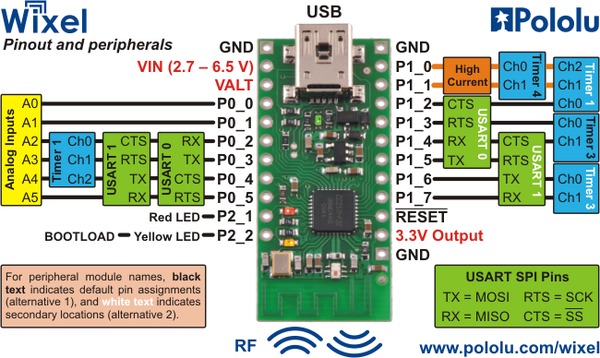 Wixel
Pinout and peripherals
USB
Pololu
GND
VIN (2.7 – 6.5 V)
VALT
Analog Inputs
A0 P0_0
A1 P0_1
A2 Ch0 CTS RX P0_2
A3 Ch1 RTS TX P0_3
A4 Ch2 TX CTS P0_4
A5 RX RTS P0_5
Timer 1
USART 1
USART 0
Red LED P2_1
BOOTLOAD Yellow LED P2_2
GND
P1_0 High Current Ch0 Ch2
P1_1 Ch1 Ch1
P1_2 CTS Ch0
P1_3 RTS CTS Ch0
P1_4 RX RTS Ch1
P1_5 TX TX
P1_6 TX Ch0
P1_7 RX Ch1
Timer 4
Timer 1
USART 0
USART 1
Timer 3
Timer 3
RESET
3.3V Output
GND
For peripheral module names, black
text indicates default pin assignments
(alternative 1), and white text indicates
secondary locations (alternative 2).
USART SPI Pins
TX = MOSI RTS = SCK
RX = MISO CTS = SS
RF
www.pololu.com/wixel